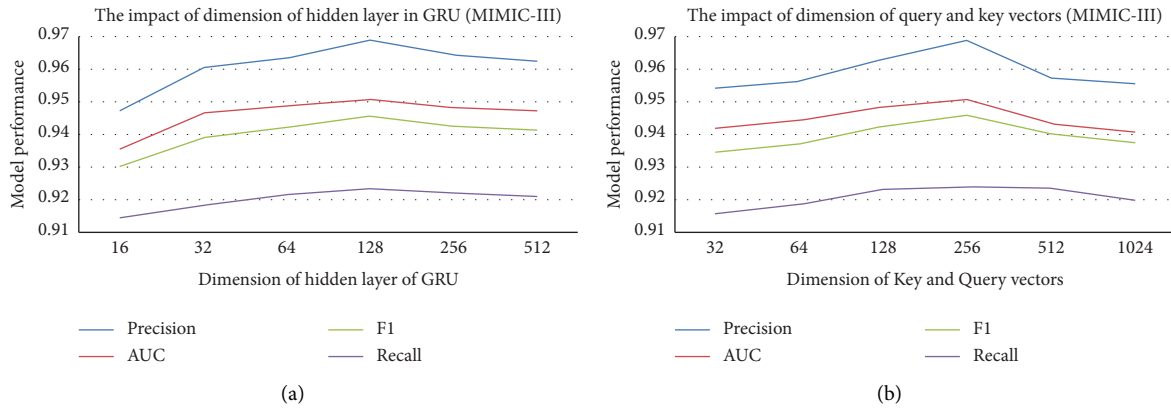 The impact of dimension of hidden layer in GRU (MIMIC-III)
0.97
0.96
0.95
0.94
0.93
0.92
0.91
Model performance
16 32 64 128 256 512
Dimension of hidden layer of GRU
Precision F1
AUC Recall
(a)
The impact of dimension of query and key vectors (MIMIC-III)
0.97
0.96
0.95
0.94
0.93
0.92
0.91
Model performance
32 64 128 256 512 1024
Dimension of Key and Query vectors
Precision F1
AUC Recall
(b)